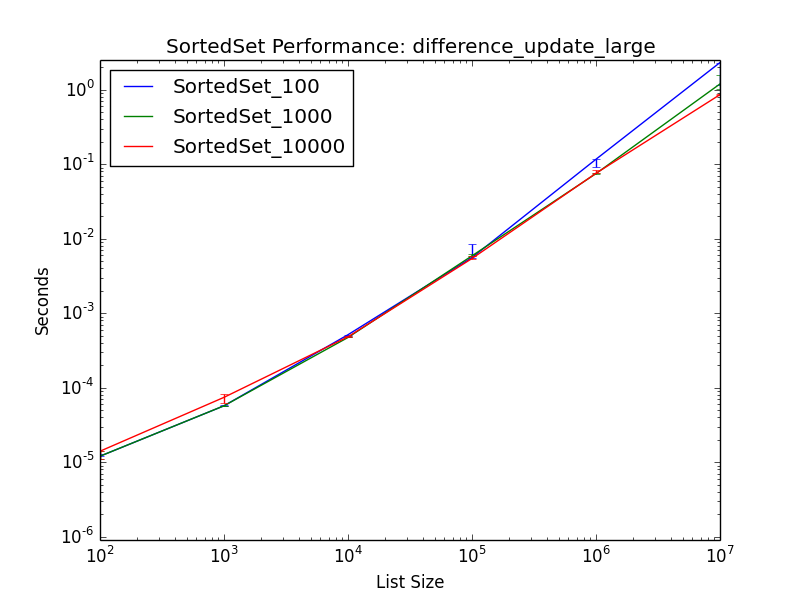 SortedSet Performance: difference_update_large
SortedSet_100
SortedSet_1000
SortedSet_10000
Seconds
10^0
10^-1
10^-2
10^-3
10^-4
10^-5
10^-6
10^2 10^3 10^4 10^5 10^6 10^7
List Size